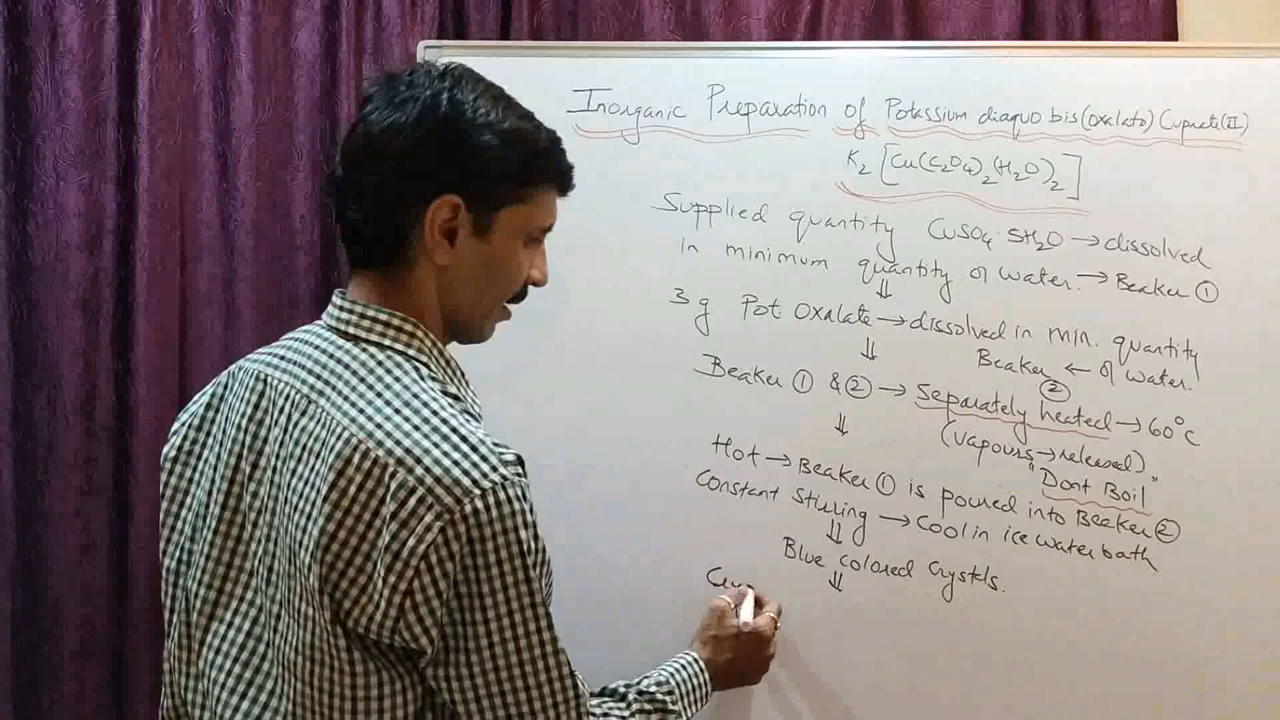 Inorganic Preparation of Potassium diaquo bis(oxalato) Cuprate(II)
K2[Cu(C2O4)2(H2O)2]
Supplied quantity CuSO4·5H2O → dissolved
in minimum quantity of water. → Beaker ①
⇓
3g Pot Oxalate → dissolved in min. quantity
of water.
Beaker ② ←
⇓
Beaker ① & ② → Separately heated → 60°C
(vapours → released)
⇓
"Dont Boil"
Hot → Beaker ① is poured into Beaker ②
Constant → Cool in ice water bath
⇓
Blue colored Crystals.
⇓